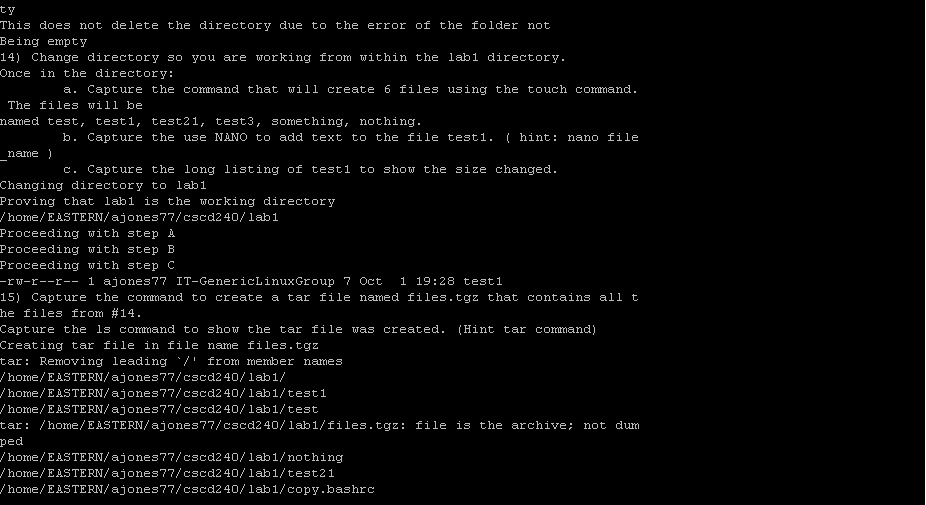 ty
This does not delete the directory due to the error of the folder not
Being empty
14) Change directory so you are working from within the lab1 directory.
Once in the directory:
a. Capture the command that will create 6 files using the touch command.
The files will be
named test, test1, test21, test3, something, nothing.
b. Capture the use NANO to add text to the file test1. ( hint: nano file
_name )
c. Capture the long listing of test1 to show the size changed.
Changing directory to lab1
Proving that lab1 is the working directory
/home/EASTERN/ajones77/cscd240/lab1
Proceeding with step A
Proceeding with step B
Proceeding with step C
-rw-r--r-- 1 ajones77 IT-GenericLinuxGroup 7 Oct  1 19:28 test1
15) Capture the command to create a tar file named files.tgz that contains all t
he files from #14.
Capture the ls command to show the tar file was created. (Hint tar command)
Creating tar file in file name files.tgz
tar: Removing leading `/' from member names
/home/EASTERN/ajones77/cscd240/lab1/
/home/EASTERN/ajones77/cscd240/lab1/test1
/home/EASTERN/ajones77/cscd240/lab1/test
tar: /home/EASTERN/ajones77/cscd240/lab1/files.tgz: file is the archive; not dum
ped
/home/EASTERN/ajones77/cscd240/lab1/nothing
/home/EASTERN/ajones77/cscd240/lab1/test21
/home/EASTERN/ajones77/cscd240/lab1/copy.bashrc